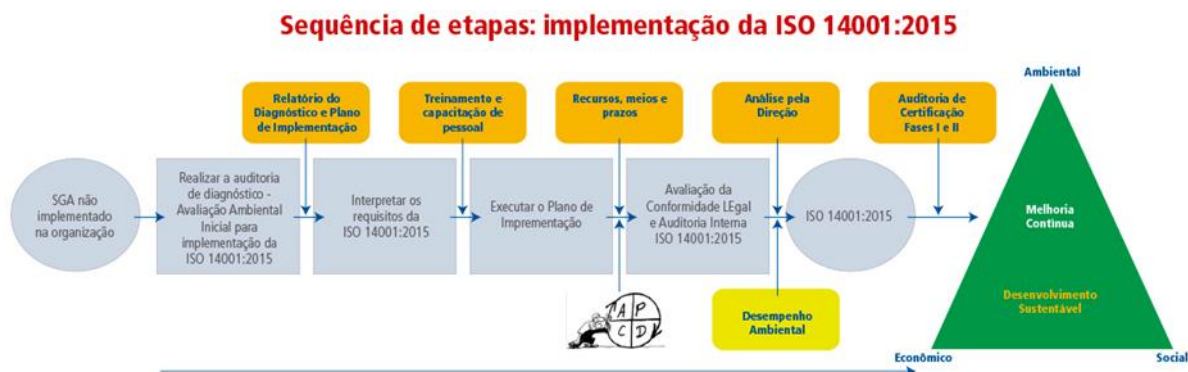 Sequência de etapas: implementação da ISO 14001:2015
Ambiental
Relatório do
Diagnóstico e Plano
de Implementação
Treinamento e
capacitação de
pessoal
Recursos, meios e
prazos
Análise pela
Direção
Auditoria de
Certificação
Fases I e II
SGA não
implementado
na organização
Realizar a auditoria
de diagnóstico -
Avaliação Ambiental
Inicial para
implementação da
ISO 14001:2015
Interpretar os
requisitos da
ISO 14001:2015
Executar o Plano de
Imprementação
Avaliação da
Conformidade LEgal
e Auditoria Interna
ISO 14001:2015
ISO 14001:2015
Melhoria
Continua
Desenvolvimento
Sustentável
A P
C D
Desempenho
Ambiental
Econômico
Social